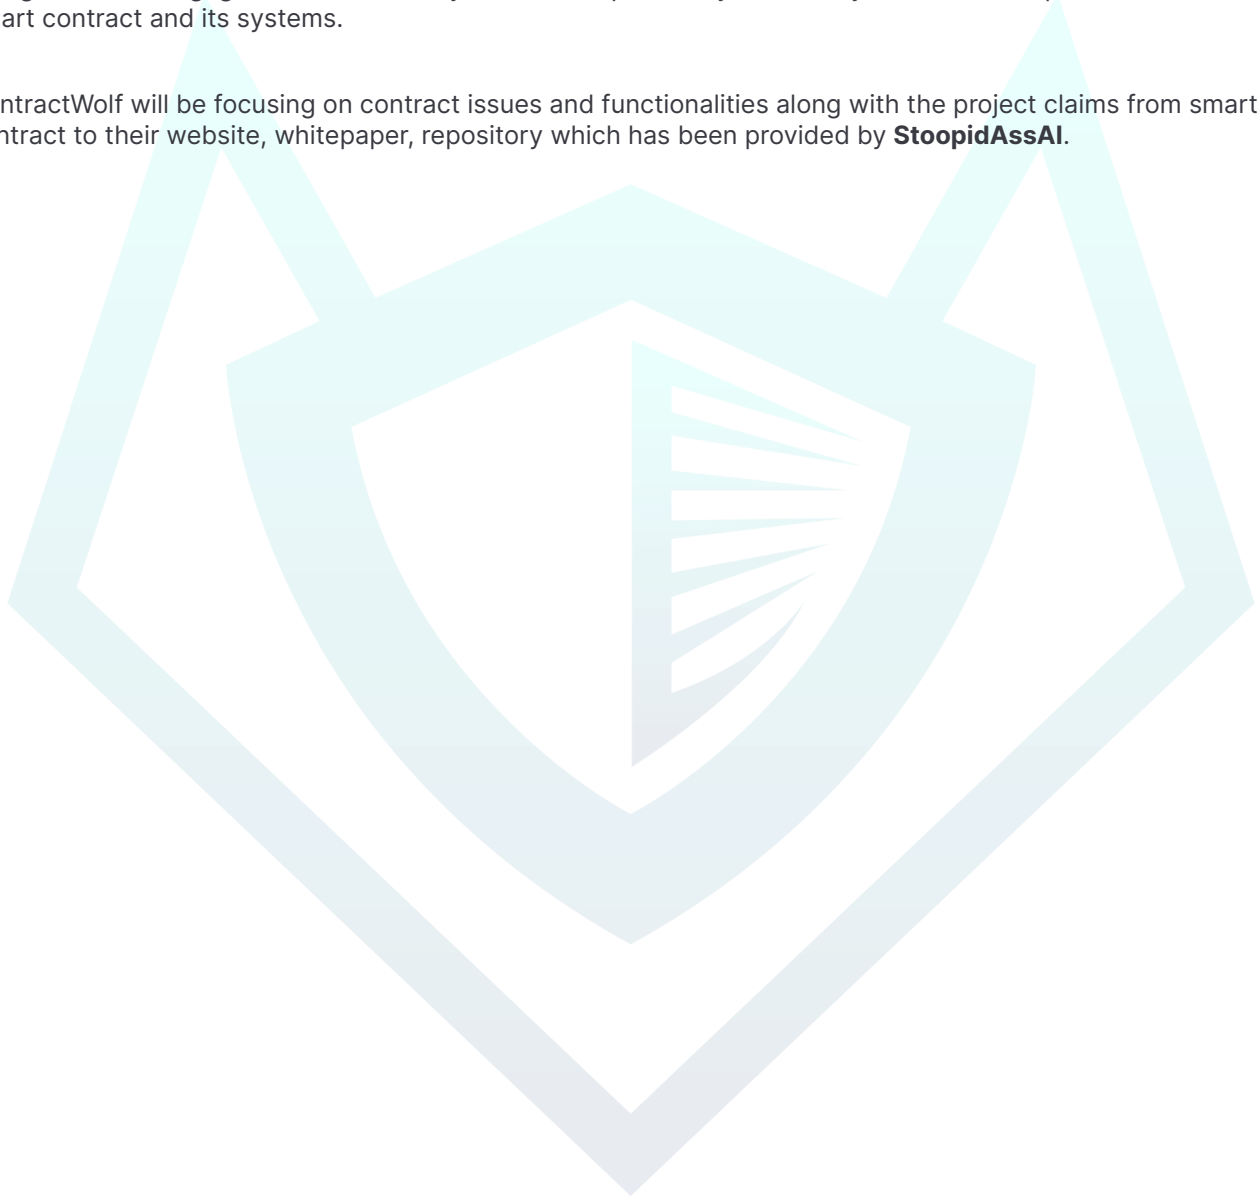 art contract and its systems.
ntractWolf will be focusing on contract issues and functionalities along with the project claims from smart
ntract to their website, whitepaper, repository which has been provided by StoopidAssAI.